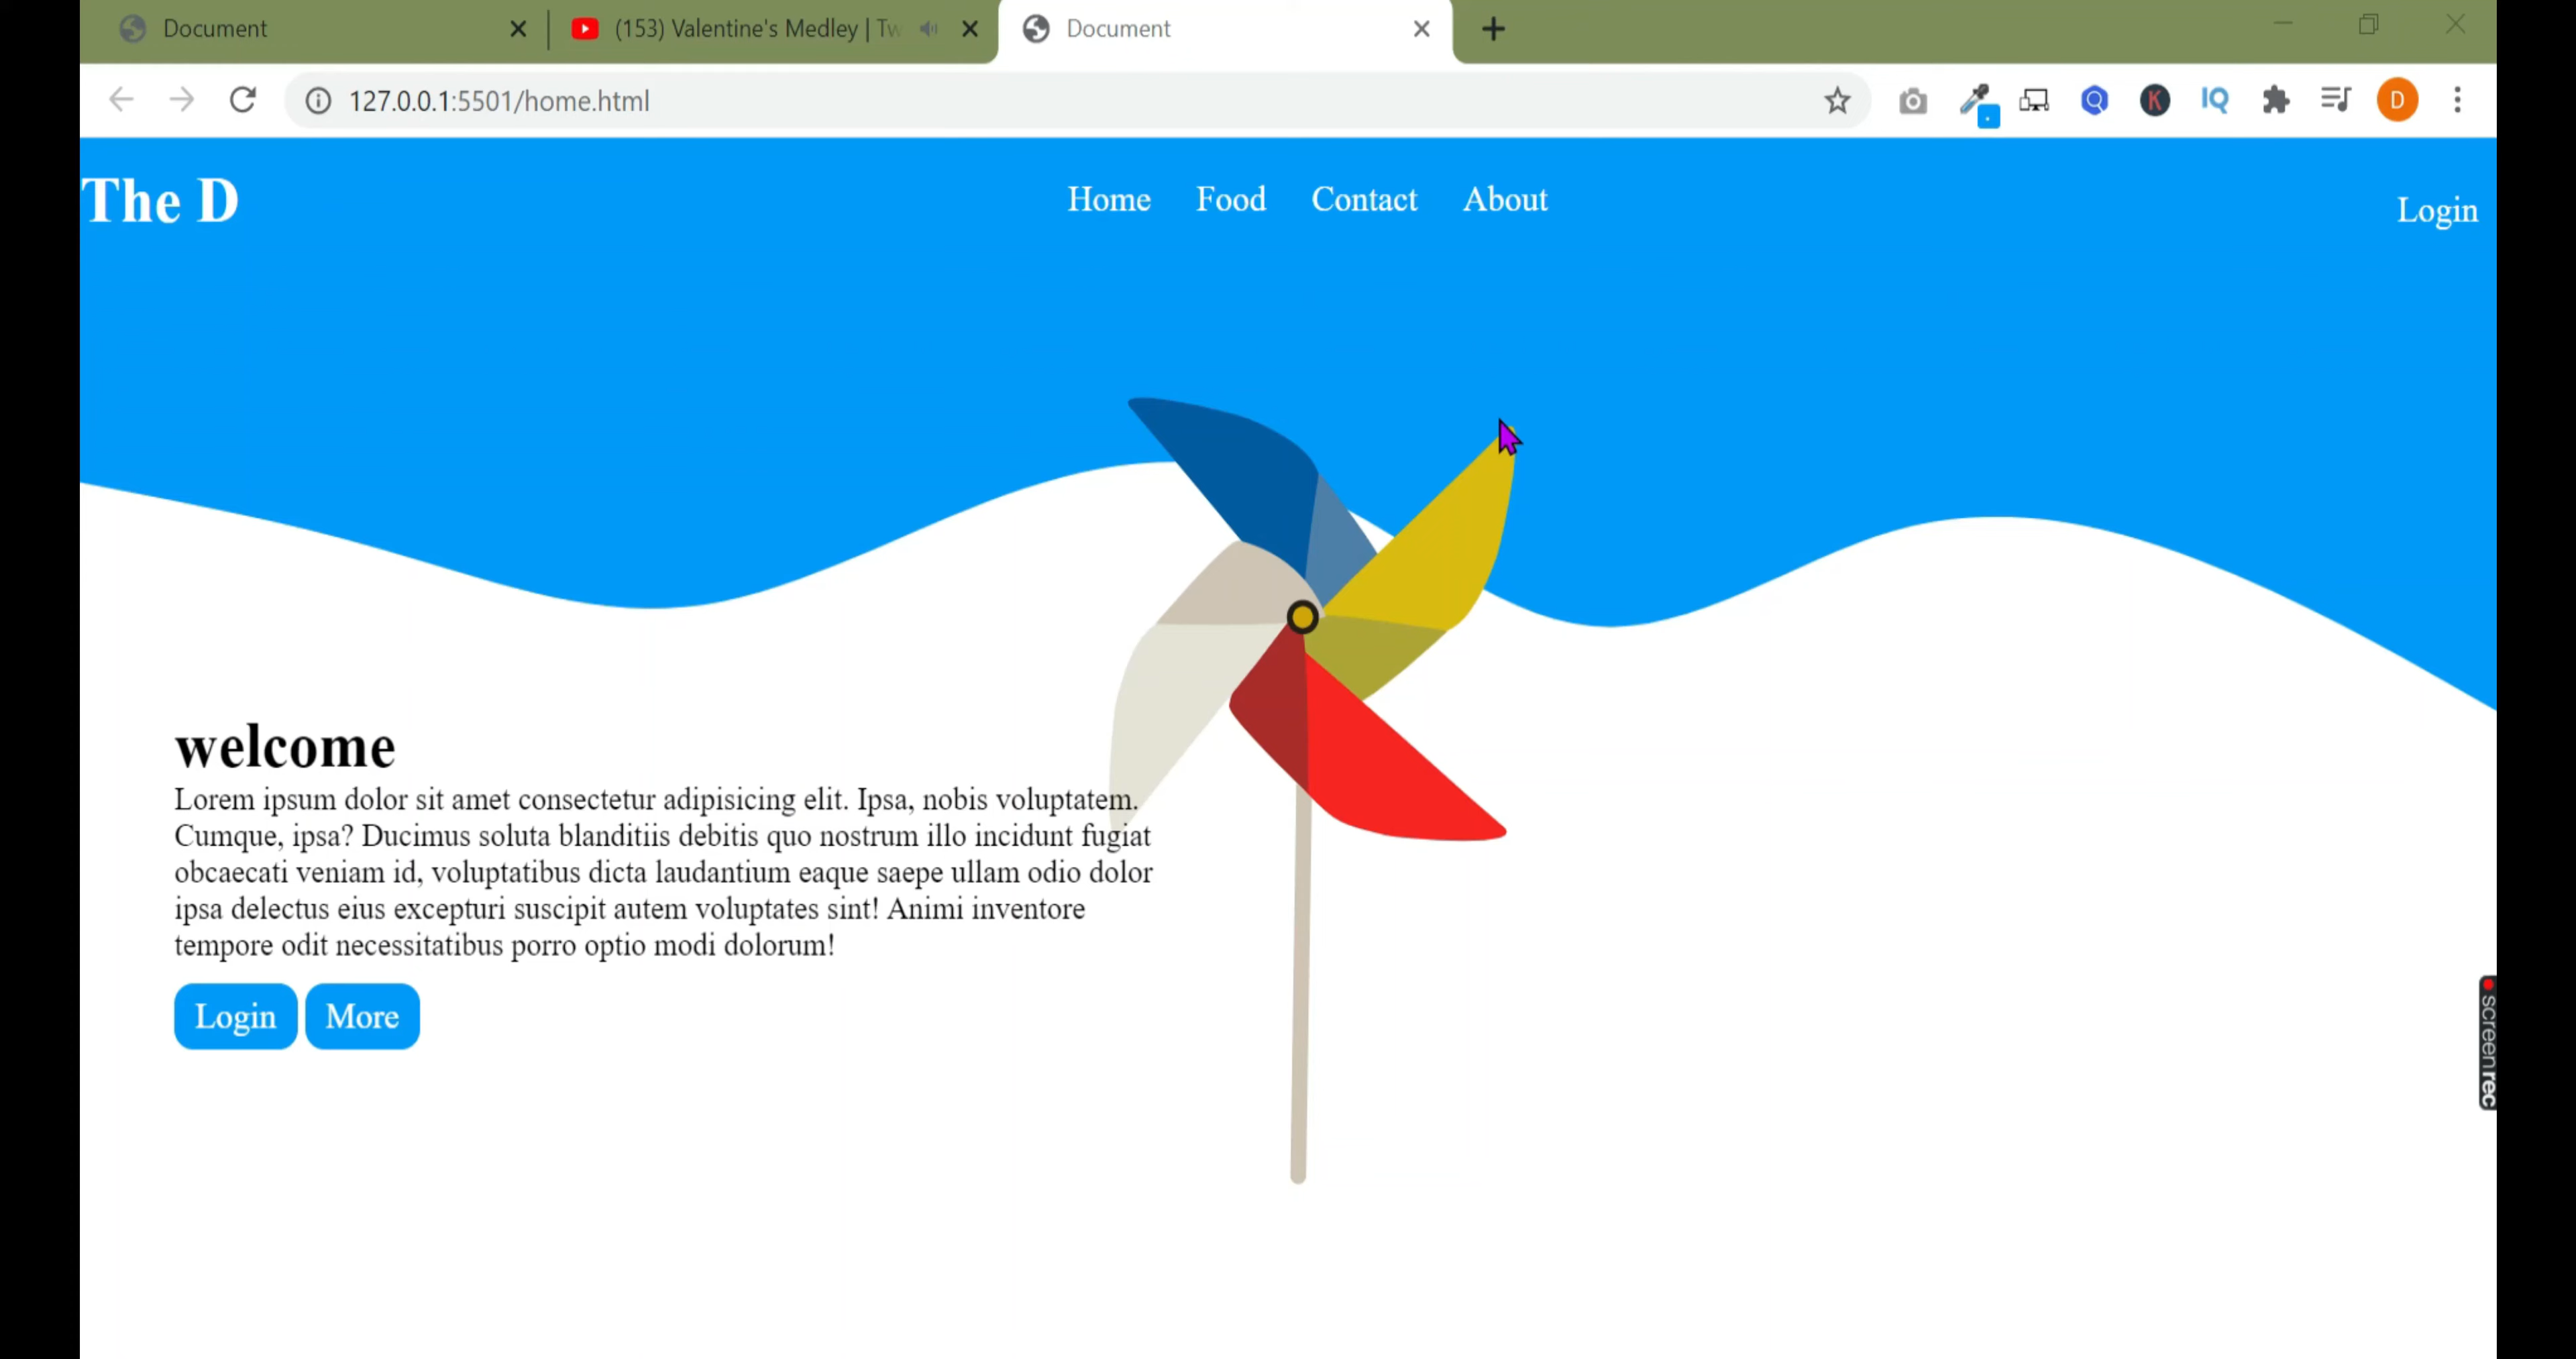 Document
(153) Valentine's Medley | Tw
Document
127.0.0.1:5501/home.html
K
IQ
D
The D
Home
Food
Contact
About
Login
welcome
Lorem ipsum dolor sit amet consectetur adipisicing elit. Ipsa, nobis voluptatem.
Cumque, ipsa? Ducimus soluta blanditiis debitis quo nostrum illo incidunt fugiat
obcaecati veniam id, voluptatibus dicta laudantium eaque saepe ullam odio dolor
ipsa delectus eius excepturi suscipit autem voluptates sint! Animi inventore
tempore odit necessitatibus porro optio modi dolorum!
Login
More
screenrec